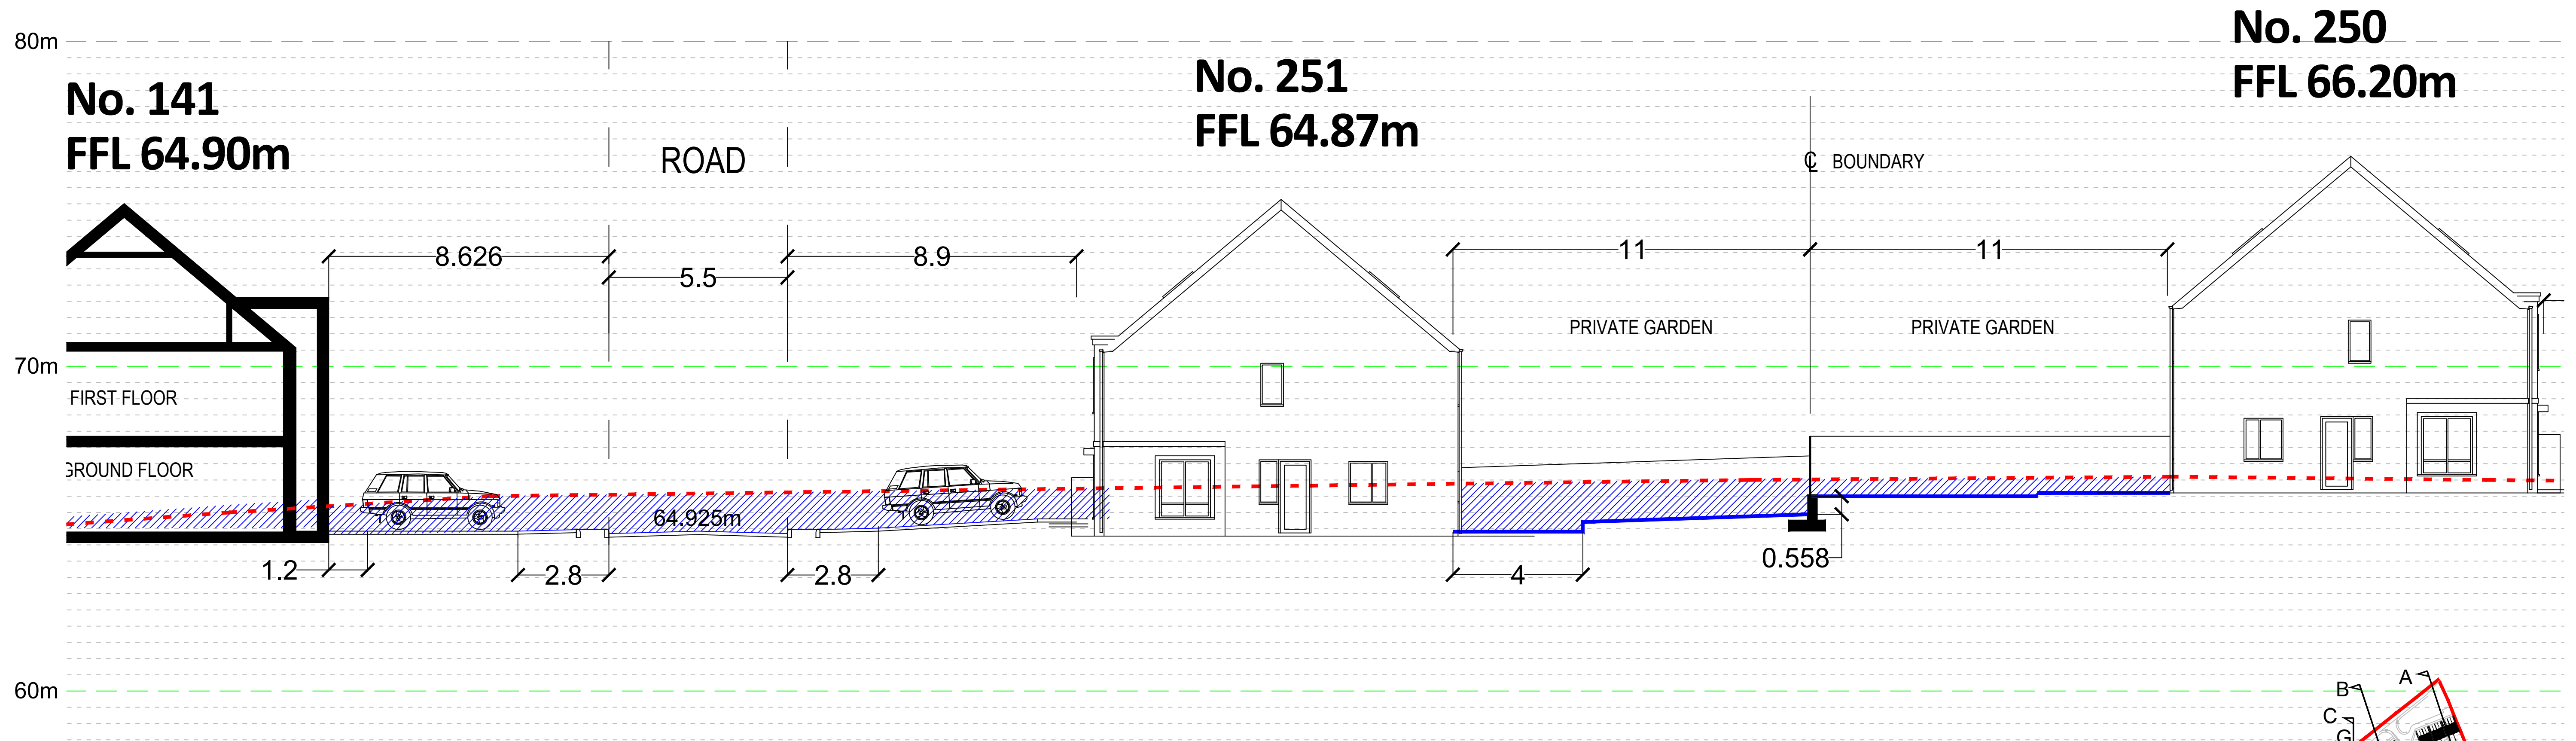 80m
No. 250
FFL 66.20m
No. 251
FFL 64.87m
No. 141
FFL 64.90m
ROAD
℄ BOUNDARY
8.626
5.5
8.9
11
11
PRIVATE GARDEN
PRIVATE GARDEN
70m
FIRST FLOOR
GROUND FLOOR
64.925m
1.2
2.8
2.8
4
0.558
60m
A
B
C
G